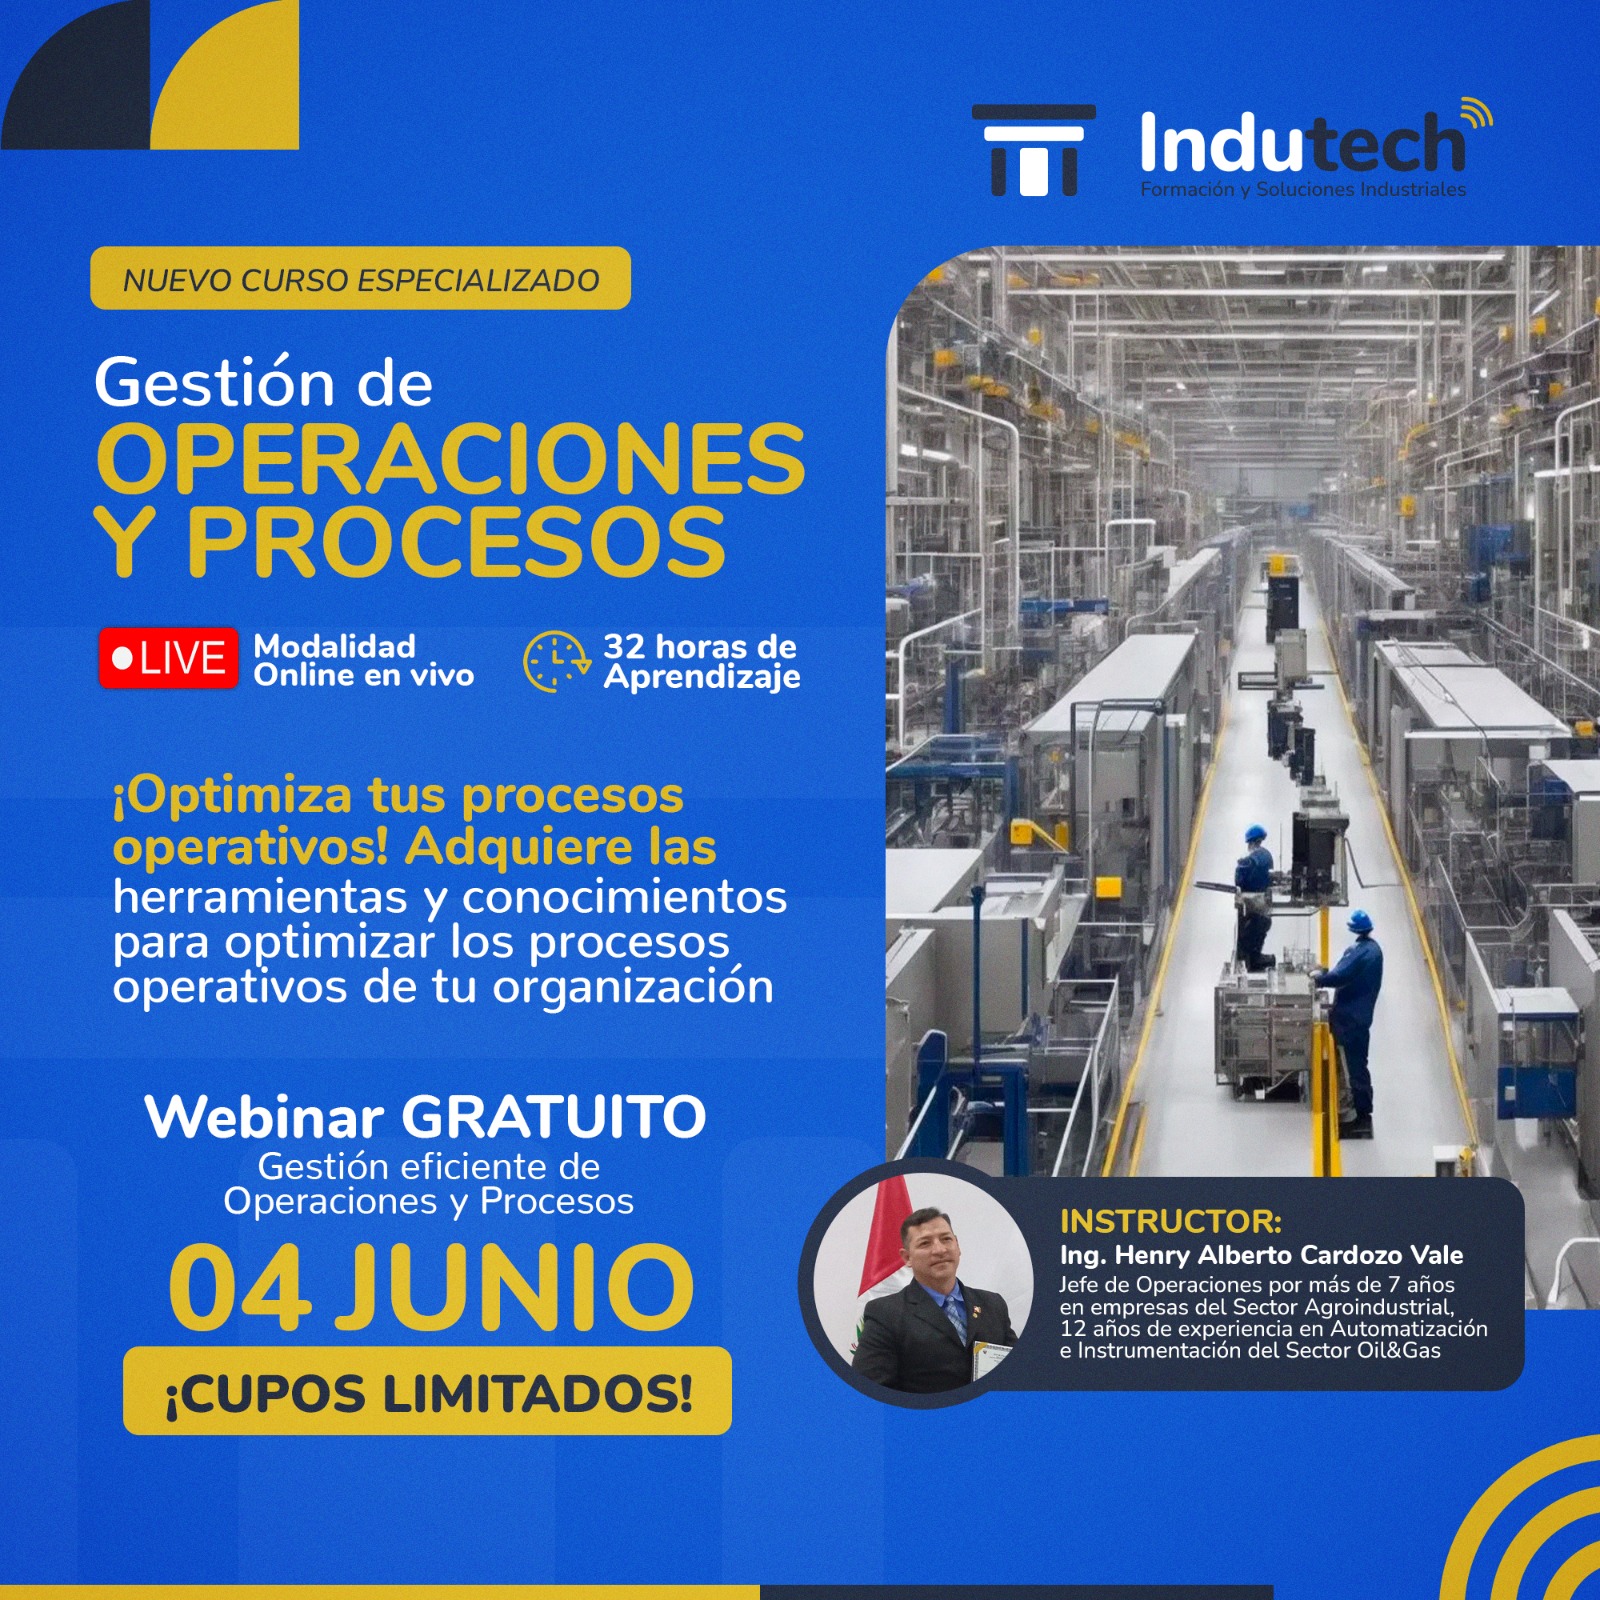 Indutech
Formación y Soluciones Industriales
NUEVO CURSO ESPECIALIZADO
Gestión de
OPERACIONES
Y PROCESOS
LIVE
Modalidad
Online en vivo
32 horas de
Aprendizaje
¡Optimiza tus procesos
operativos! Adquiere las
herramientas y conocimientos
para optimizar los procesos
operativos de tu organización
Webinar GRATUITO
Gestión eficiente de
Operaciones y Procesos
04 JUNIO
¡CUPOS LIMITADOS!
INSTRUCTOR:
Ing. Henry Alberto Cardozo Vale
Jefe de Operaciones por más de 7 años
en empresas del Sector Agroindustrial,
12 años de experiencia en Automatización
e Instrumentación del Sector Oil&Gas